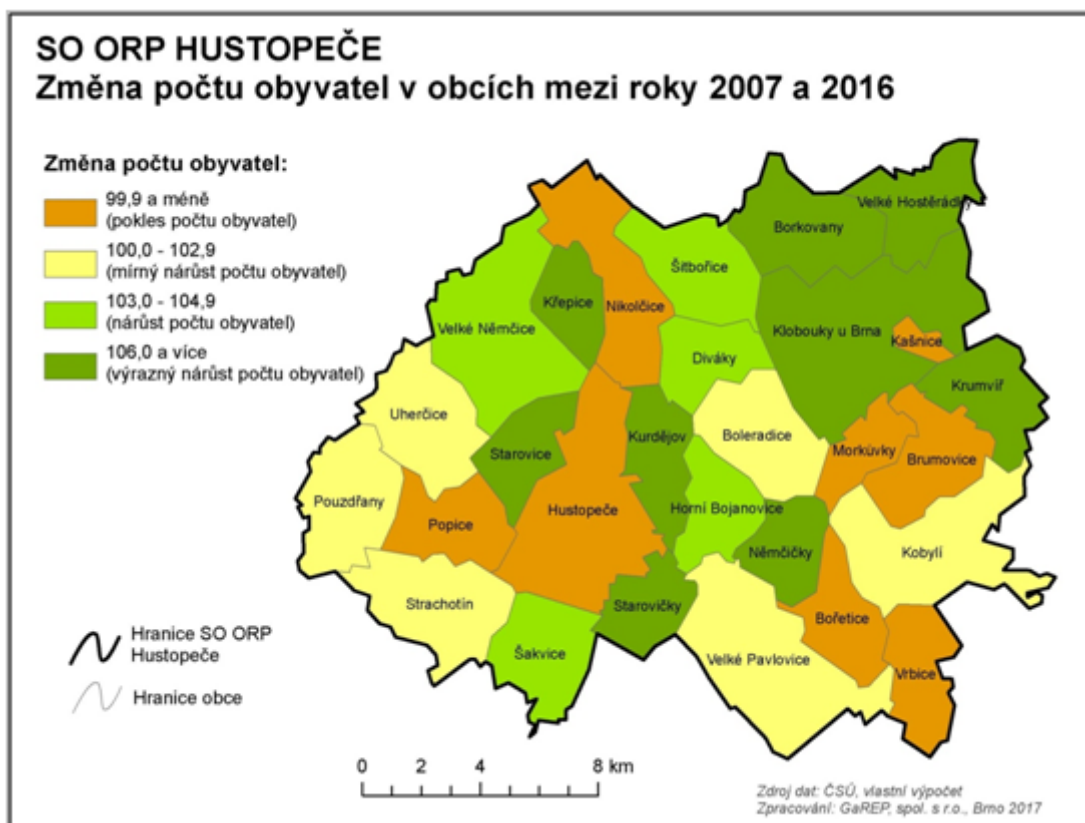 SO ORP HUSTOPEČE
Změna počtu obyvatel v obcích mezi roky 2007 a 2016
Změna počtu obyvatel:
99,9 a méně
(pokles počtu obyvatel)
100,0 - 102,9
(mírný nárůst počtu obyvatel)
103,0 - 104,9
(nárůst počtu obyvatel)
106,0 a více
(výrazný nárůst počtu obyvatel)
Velké Hostěrádky
Borkovany
Šitbořice
Křepice
Nikolčice
Velké Němčice
Klobouky u Brna
Kašnice
Diváky
Krumvíř
Uherčice
Kurdějov
Boleradice
Starovice
Morkůvky
Brumovice
Pouzdřany
Popice
Hustopeče
Horní Bojanovice
Němčičky
Kobylí
Strachotín
Starovičky
Bořetice
Šakvice
Velké Pavlovice
Vrbice
Hranice SO ORP
Hustopeče
Hranice obce
0 2 4 8 km
Zdroj dat: ČSÚ, vlastní výpočet
Zpracování: GaREP, spol. s r.o., Brno 2017